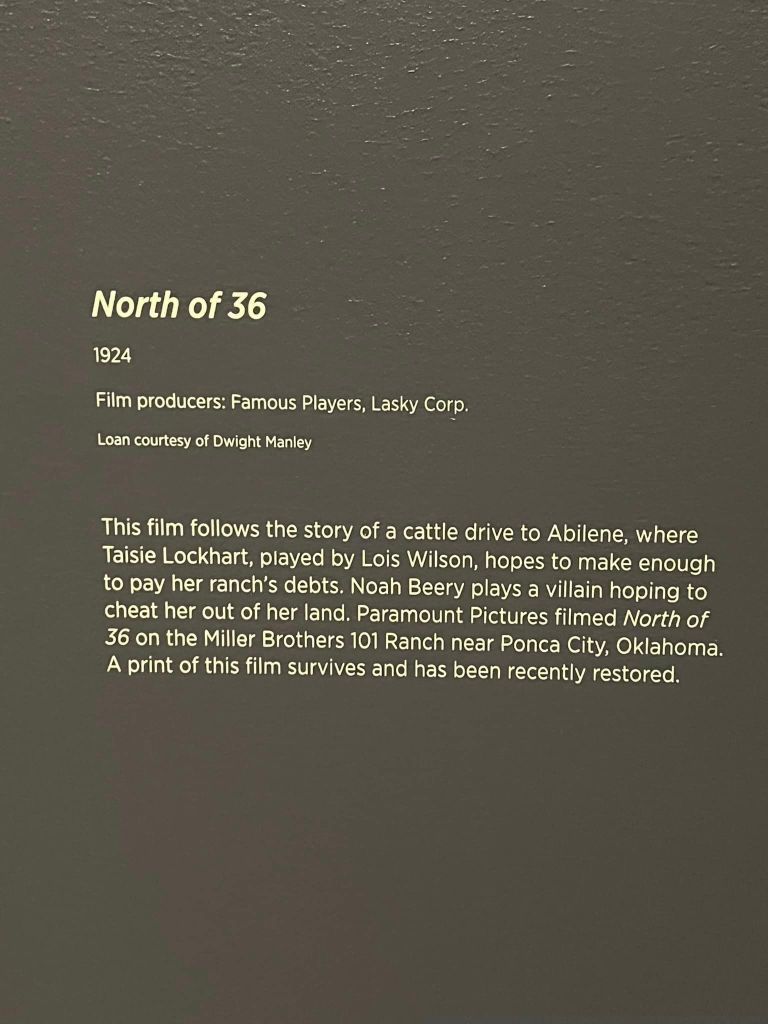 North of 36
1924
Film producers: Famous Players, Lasky Corp.
Loan courtesy of Dwight Manley
This film follows the story of a cattle drive to Abilene, where
Taisie Lockhart, played by Lois Wilson, hopes to make enough
to pay her ranch's debts. Noah Beery plays a villain hoping to
cheat her out of her land. Paramount Pictures filmed North of
36 on the Miller Brothers 101 Ranch near Ponca City, Oklahoma.
A print of this film survives and has been recently restored.